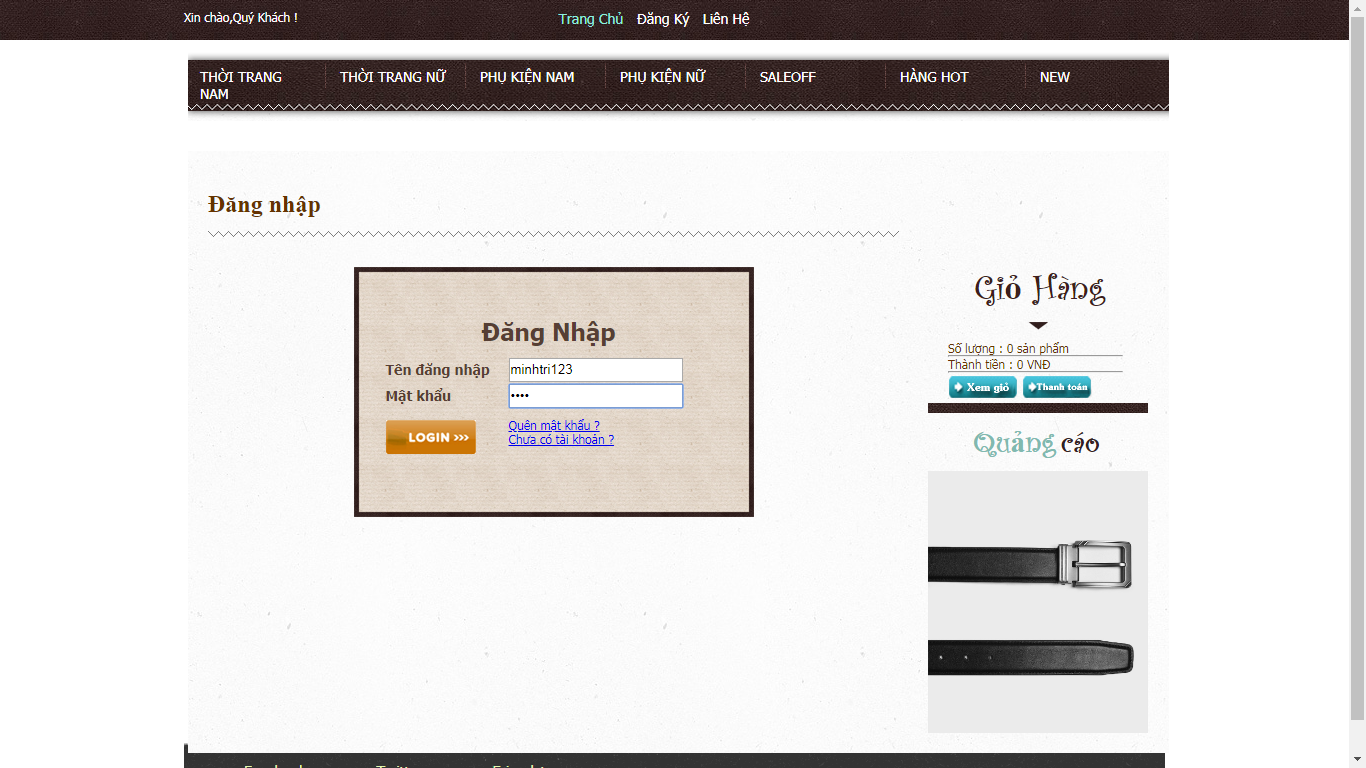 Xin chào,Quý Khách !
Trang Chủ Đăng Ký Liên Hệ
THỜI TRANG NAM
THỜI TRANG NỮ
PHỤ KIỆN NAM
PHỤ KIỆN NỮ
SALEOFF
HÀNG HOT
NEW
Đăng nhập
Đăng Nhập
Tên đăng nhập minhtri123
Mật khẩu ••••
LOGIN >>>
Quên mật khẩu ?
Chưa có tài khoản ?
Giỏ Hàng
Số lượng : 0 sản phẩm
Thành tiền : 0 VNĐ
Xem giỏ
Thanh toán
Quảng cáo